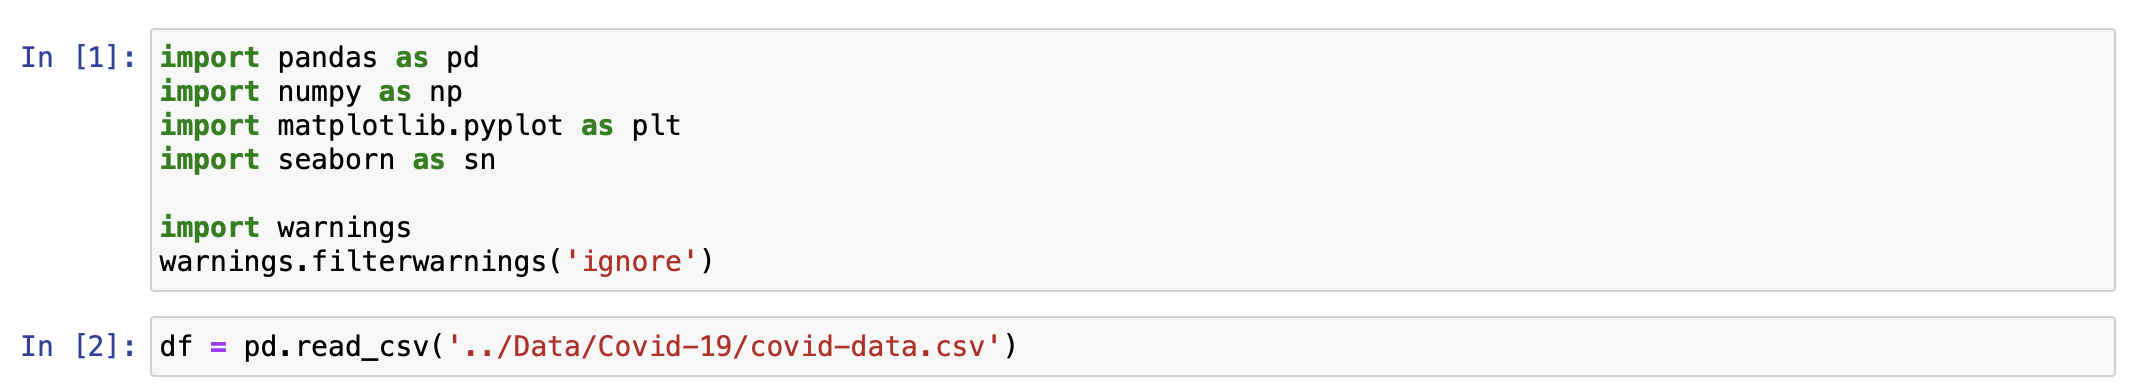 In [1]: import pandas as pd
import numpy as np
import matplotlib.pyplot as plt
import seaborn as sn
import warnings
warnings.filterwarnings('ignore')
In [2]: df = pd.read_csv('../Data/Covid-19/covid-data.csv')